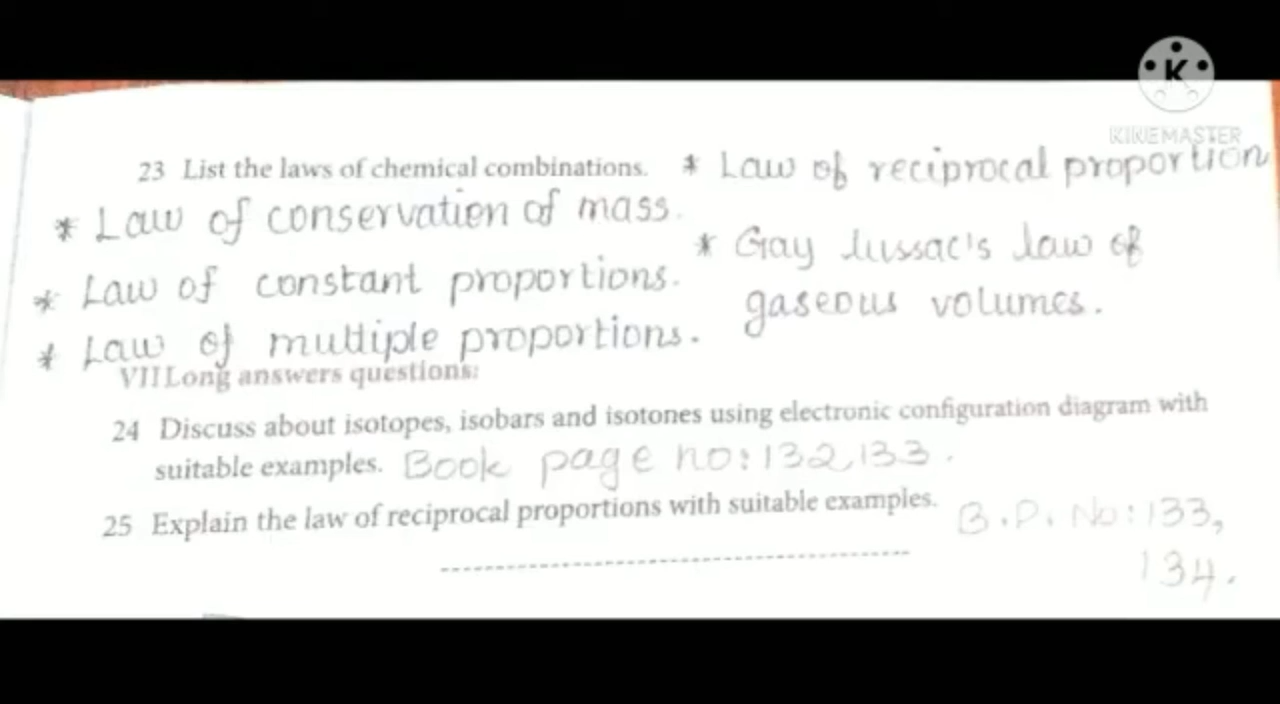 K
KINEMASTER
23 List the laws of chemical combinations. * Law of reciprocal proportion
* Law of conservation of mass.
* Gay lussac's law of
* Law of constant proportions.
gaseous volumes.
* Law of multiple proportions.
VII Long answers questions:
24 Discuss about isotopes, isobars and isotones using electronic configuration diagram with
suitable examples. Book page no: 132,133.
25 Explain the law of reciprocal proportions with suitable examples. B.P. No: 133,
134.